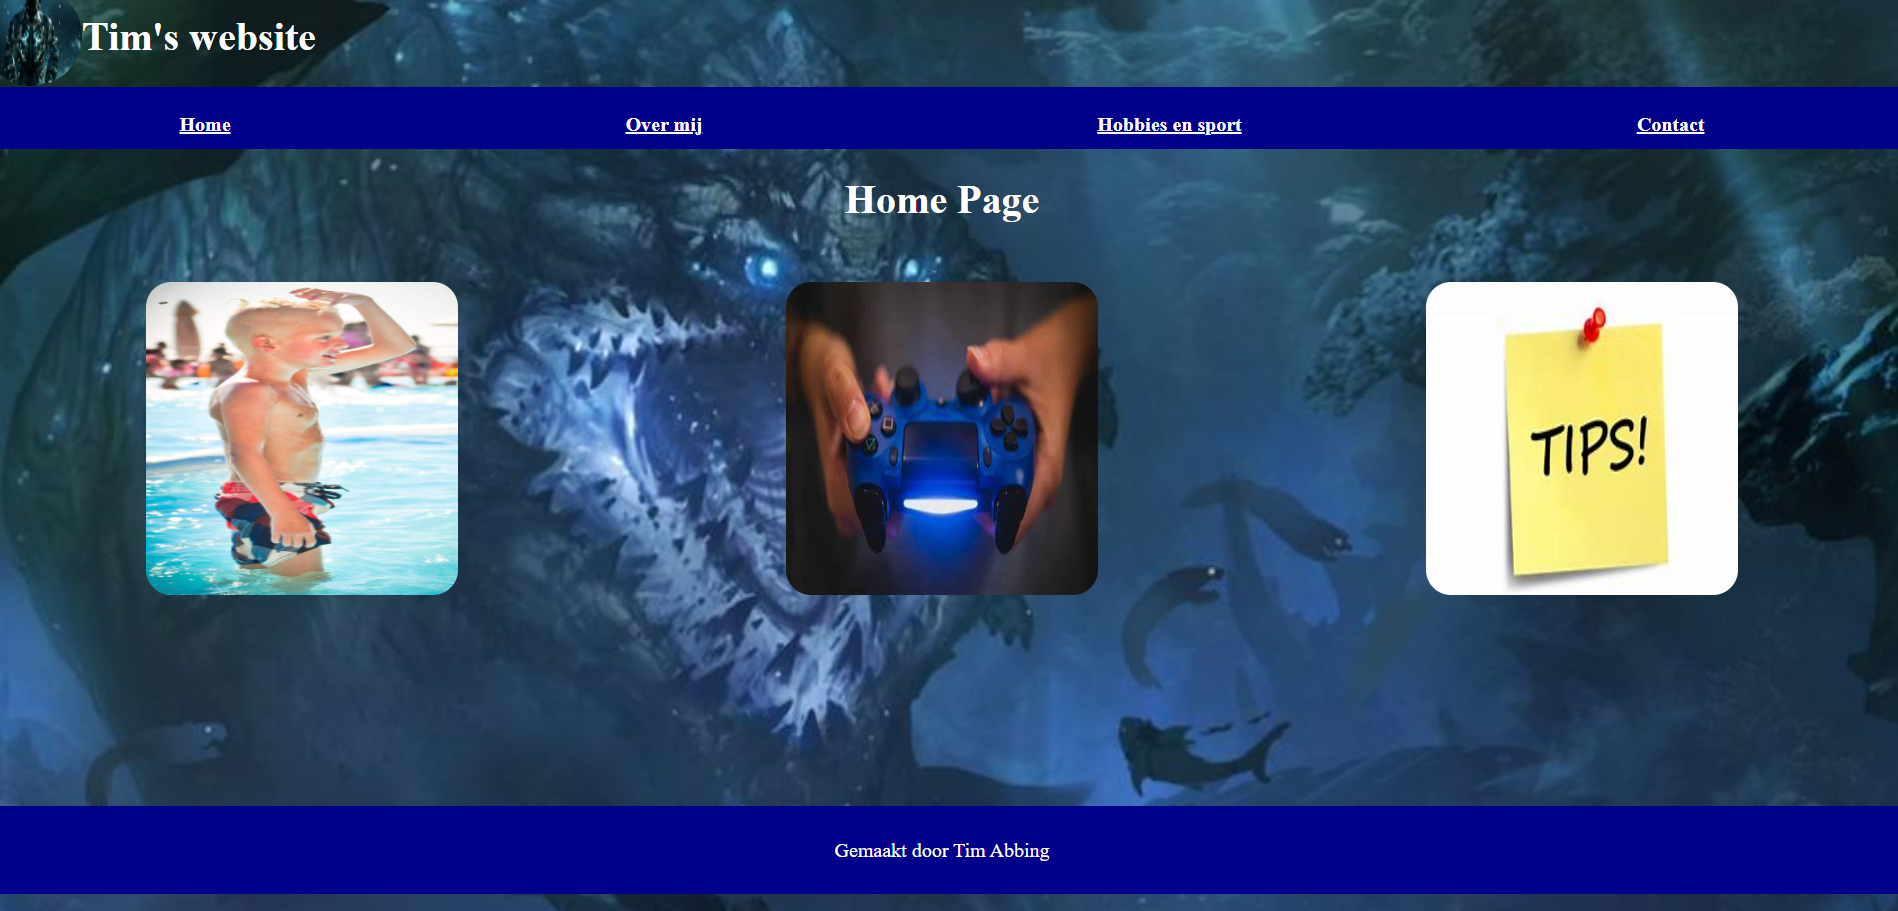 Tim's website
Home
Over mij
Hobbies en sport
Contact
Home Page
TIPS!
Gemaakt door Tim Abbing